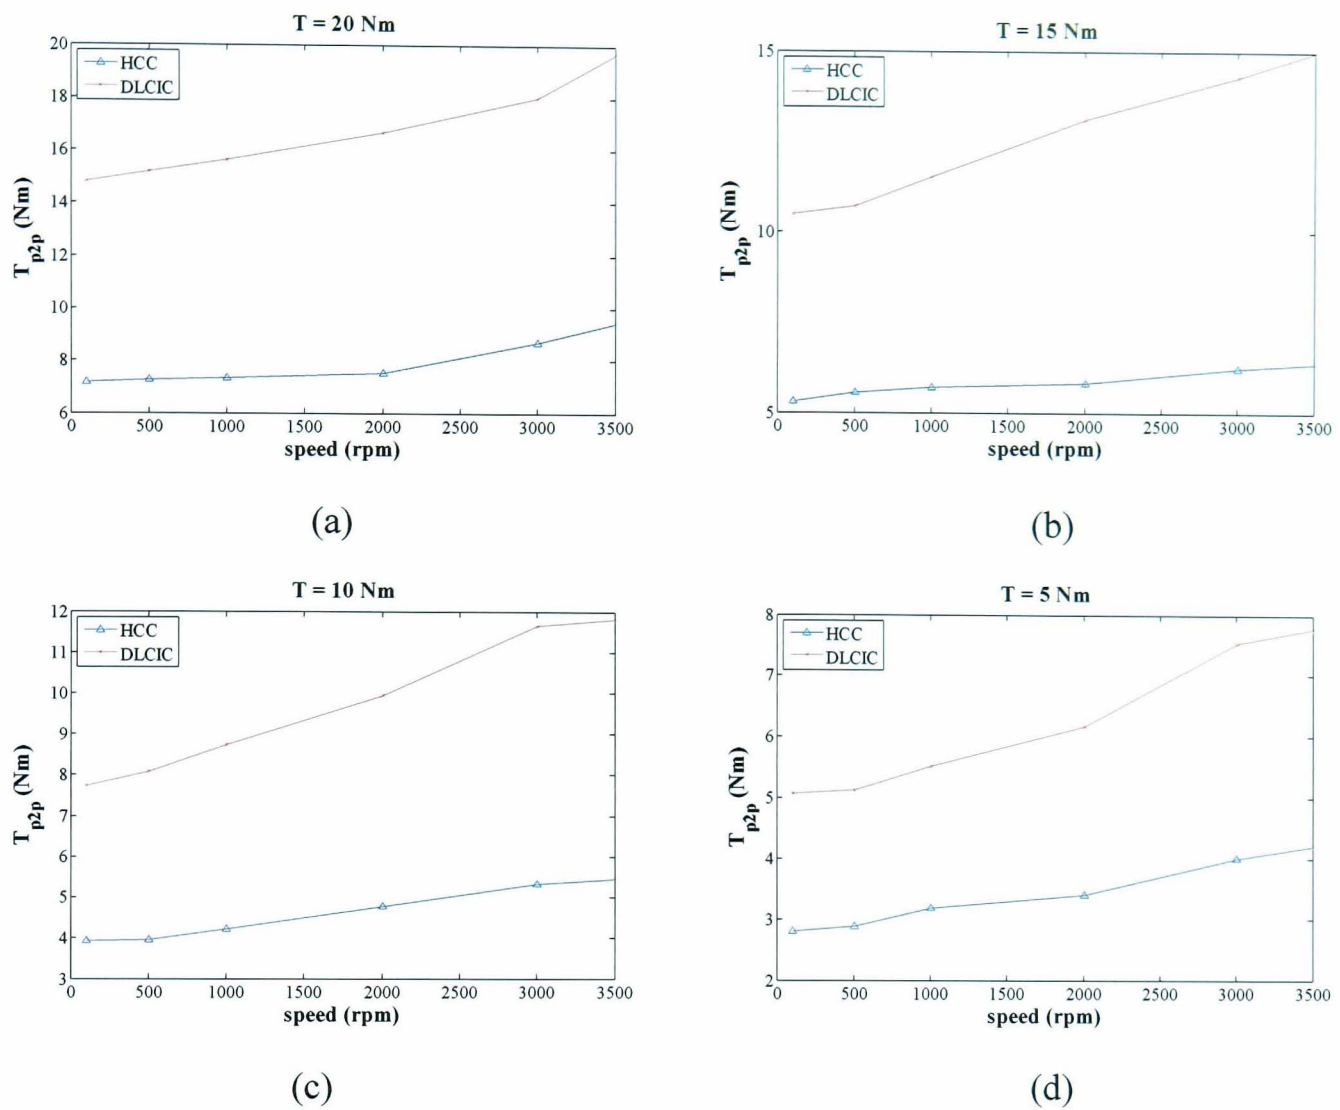 T = 20 Nm
20
18
16
14
12
10
8
6
HCC
DLCIC
T_p2p (Nm)
0 500 1000 1500 2000 2500 3000 3500
speed (rpm)
(a)
T = 15 Nm
15
10
5
HCC
DLCIC
T_p2p (Nm)
0 500 1000 1500 2000 2500 3000 3500
speed (rpm)
(b)
T = 10 Nm
12
11
10
9
8
7
6
5
4
3
HCC
DLCIC
T_p2p (Nm)
0 500 1000 1500 2000 2500 3000 3500
speed (rpm)
(c)
T = 5 Nm
8
7
6
5
4
3
2
HCC
DLCIC
T_p2p (Nm)
0 500 1000 1500 2000 2500 3000 3500
speed (rpm)
(d)